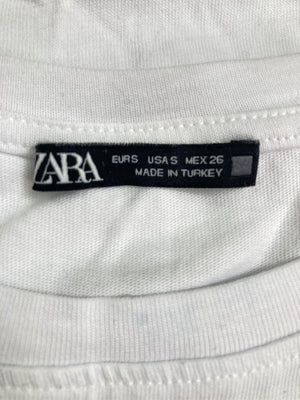 ZARA
EUR S USA S MEX 26
MADE IN TURKEY